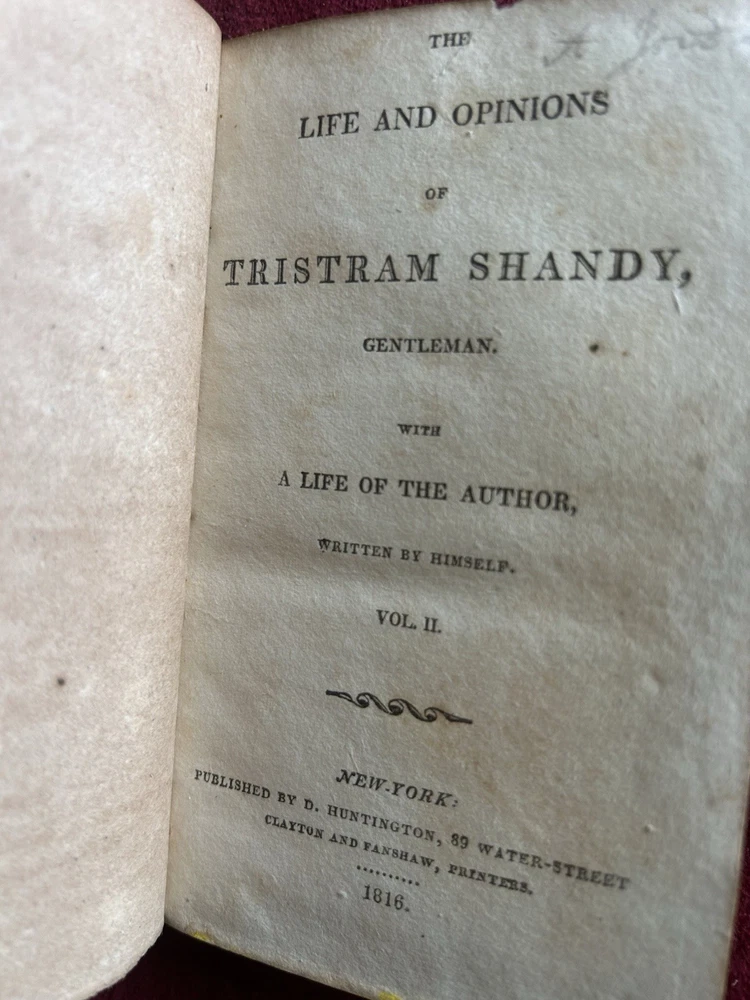 THE
LIFE AND OPINIONS
OF
TRISTRAM SHANDY,
GENTLEMAN.
WITH
A LIFE OF THE AUTHOR,
WRITTEN BY HIMSELF.
VOL. II.
NEW-YORK:
PUBLISHED BY D. HUNTINGTON, 89 WATER-STREET
CLAYTON AND FANSHAW, PRINTERS.
..........
1816.